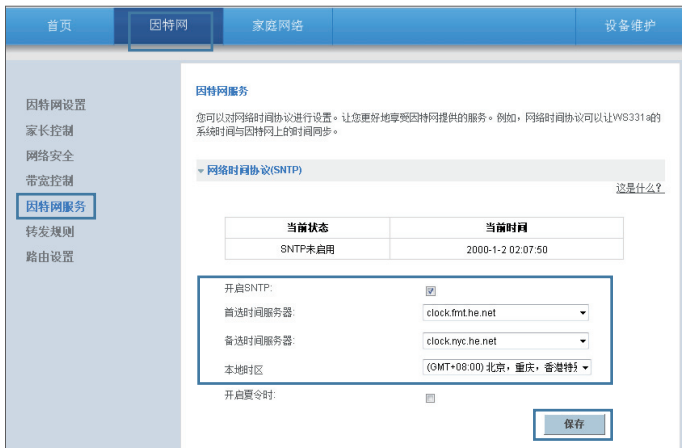 首页 因特网 家庭网络 设备维护
因特网设置
家长控制
网络安全
带宽控制
因特网服务
转发规则
路由设置
因特网服务
您可以对网络时间协议进行设置。让您更好地享受因特网提供的服务。例如，网络时间协议可以让WS331a的
系统时间与因特网上的时间同步。
网络时间协议(SNTP)
这是什么?
当前状态 当前时间
SNTP未启用 2000-1-2 02:07:50
开启SNTP:
首选时间服务器: clock.fmt.he.net
备选时间服务器: clock.nyc.he.net
本地时区 (GMT+08:00) 北京，重庆，香港特
开启夏令时:
保存